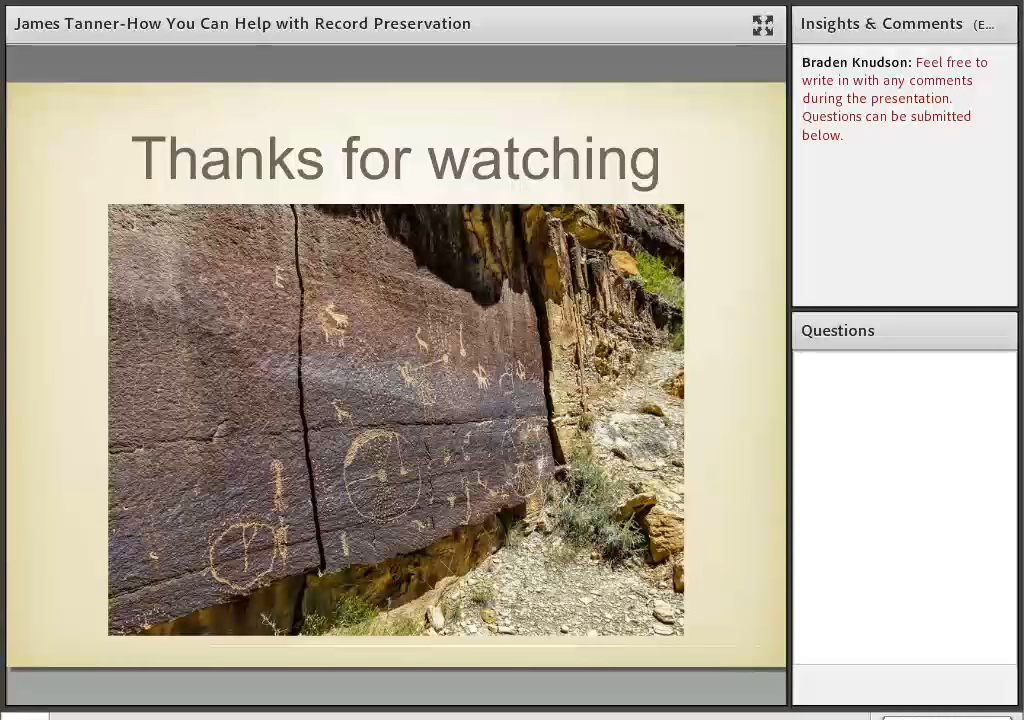 James Tanner-How You Can Help with Record Preservation
Thanks for watching
Insights & Comments (E...
Braden Knudson: Feel free to
write in with any comments
during the presentation.
Questions can be submitted
below.
Questions